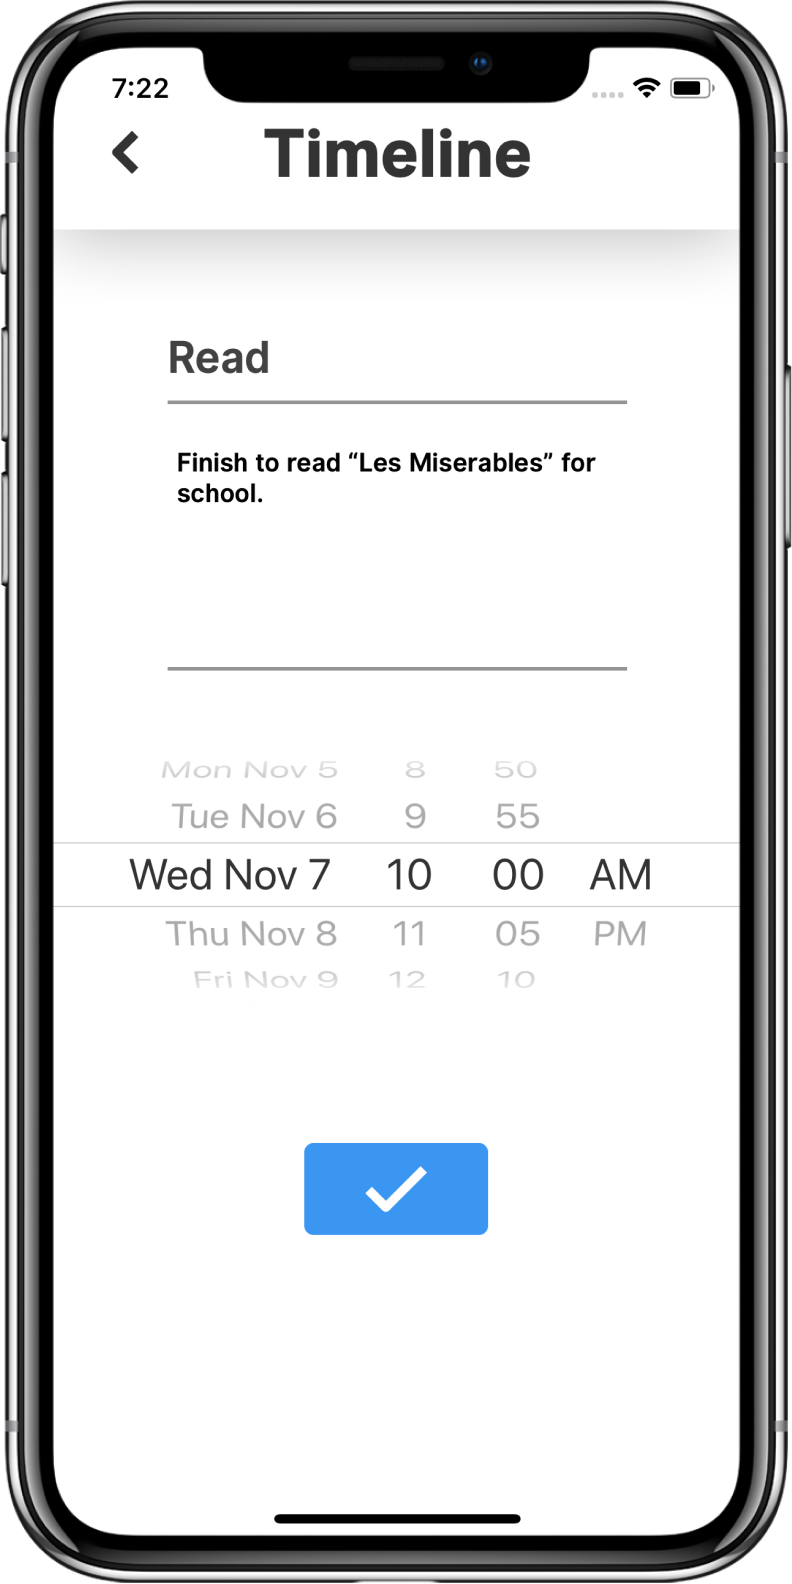 7:22
Timeline
Read
Finish to read “Les Miserables” for
school.
Mon Nov 5 8 50
Tue Nov 6 9 55
Wed Nov 7 10 00 AM
Thu Nov 8 11 05 PM
Fri Nov 9 12 10